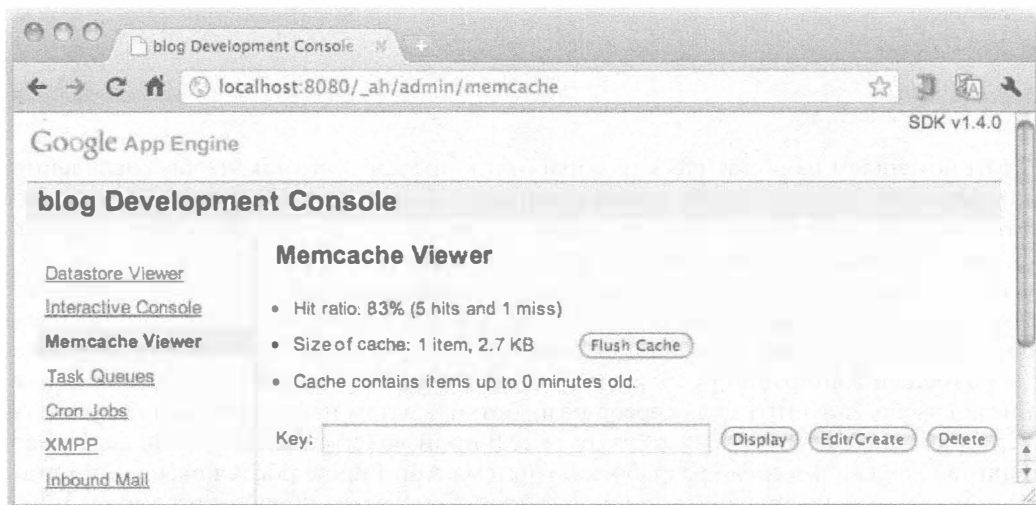 blog Development Console
localhost:8080/_ah/admin/memcache
SDK v1.4.0
Google App Engine
blog Development Console
Datastore Viewer
Interactive Console
Memcache Viewer
Task Queues
Cron Jobs
XMPP
Inbound Mail
Memcache Viewer
• Hit ratio: 83% (5 hits and 1 miss)
• Size of cache: 1 item, 2.7 KB Flush Cache
• Cache contains items up to 0 minutes old.
Key: Display Edit/Create Delete